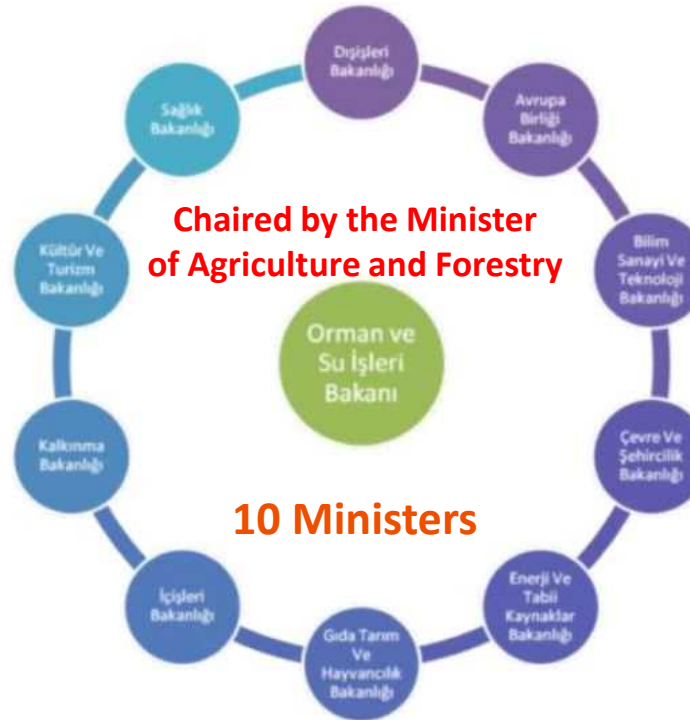 Dışişleri
Bakanlığı
Avrupa
Birliği
Bakanlığı
Bilim
Sanayi Ve
Teknoloji
Bakanlığı
Çevre Ve
Şehircilik
Bakanlığı
Enerji Ve
Tabii
Kaynaklar
Bakanlığı
Gıda Tarım
Ve
Hayvancılık
Bakanlığı
İçişleri
Bakanlığı
Kalkınma
Bakanlığı
Kültür Ve
Turizm
Bakanlığı
Sağlık
Bakanlığı
Chaired by the Minister
of Agriculture and Forestry
Orman ve
Su İşleri
Bakanı
10 Ministers